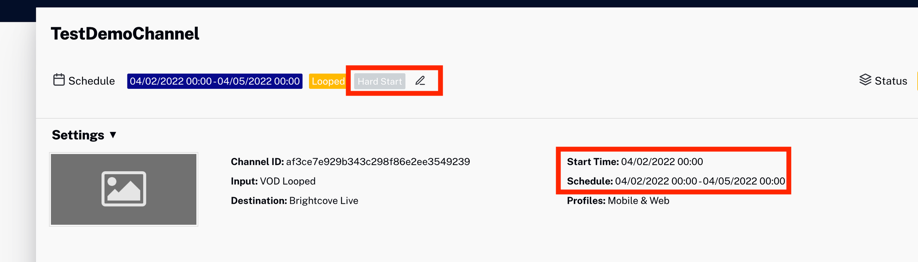 TestDemoChannel
Schedule 04/02/2022 00:00 - 04/05/2022 00:00 Looped Hard Start Status
Settings ▼
Channel ID: af3ce7e929b343c298f86e2ee3549239 Start Time: 04/02/2022 00:00
Input: VOD Looped Schedule: 04/02/2022 00:00 - 04/05/2022 00:00
Destination: Brightcove Live Profiles: Mobile & Web